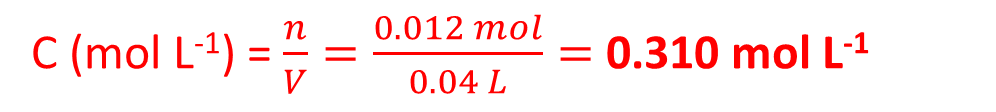 C (mol L⁻¹) = n/V = 0.012 mol/0.04 L = 0.310 mol L⁻¹